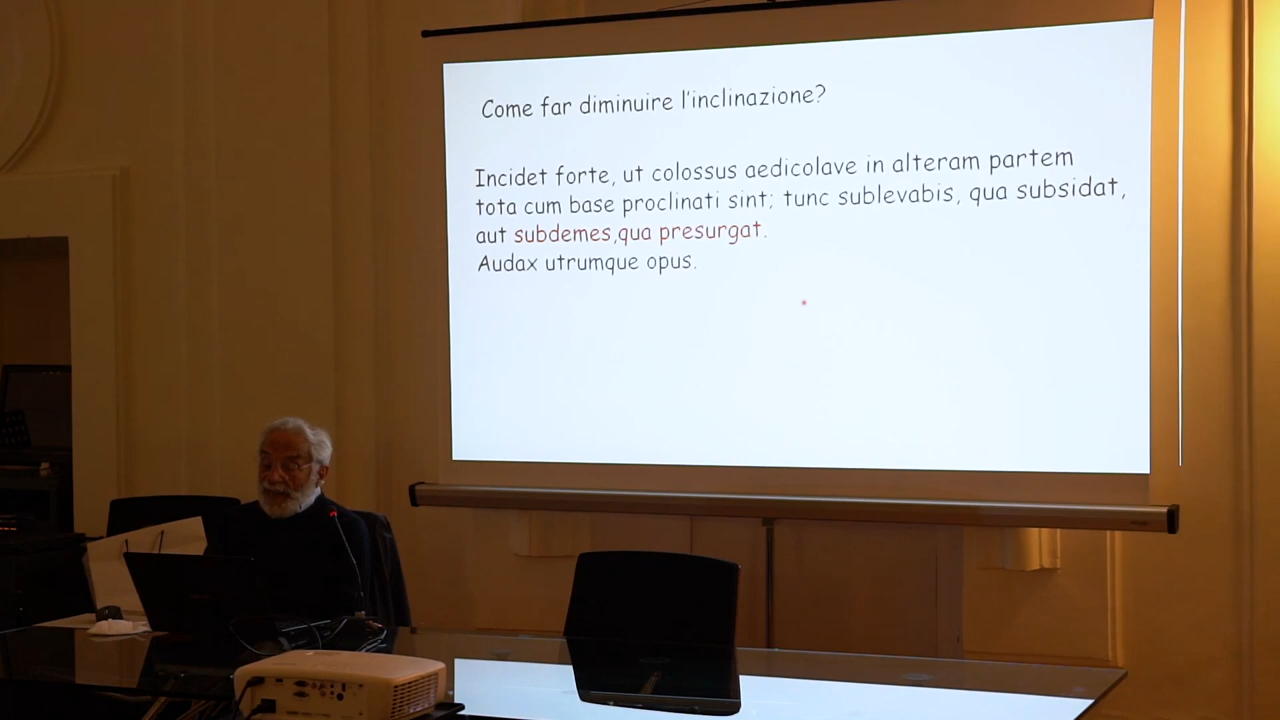 Come far diminuire l'inclinazione?
Incidet forte, ut colossus aedicolave in alteram partem
tota cum base proclinati sint; tunc sublevabis, qua subsidat,
aut subdemes,qua presurgat.
Audax utrumque opus.